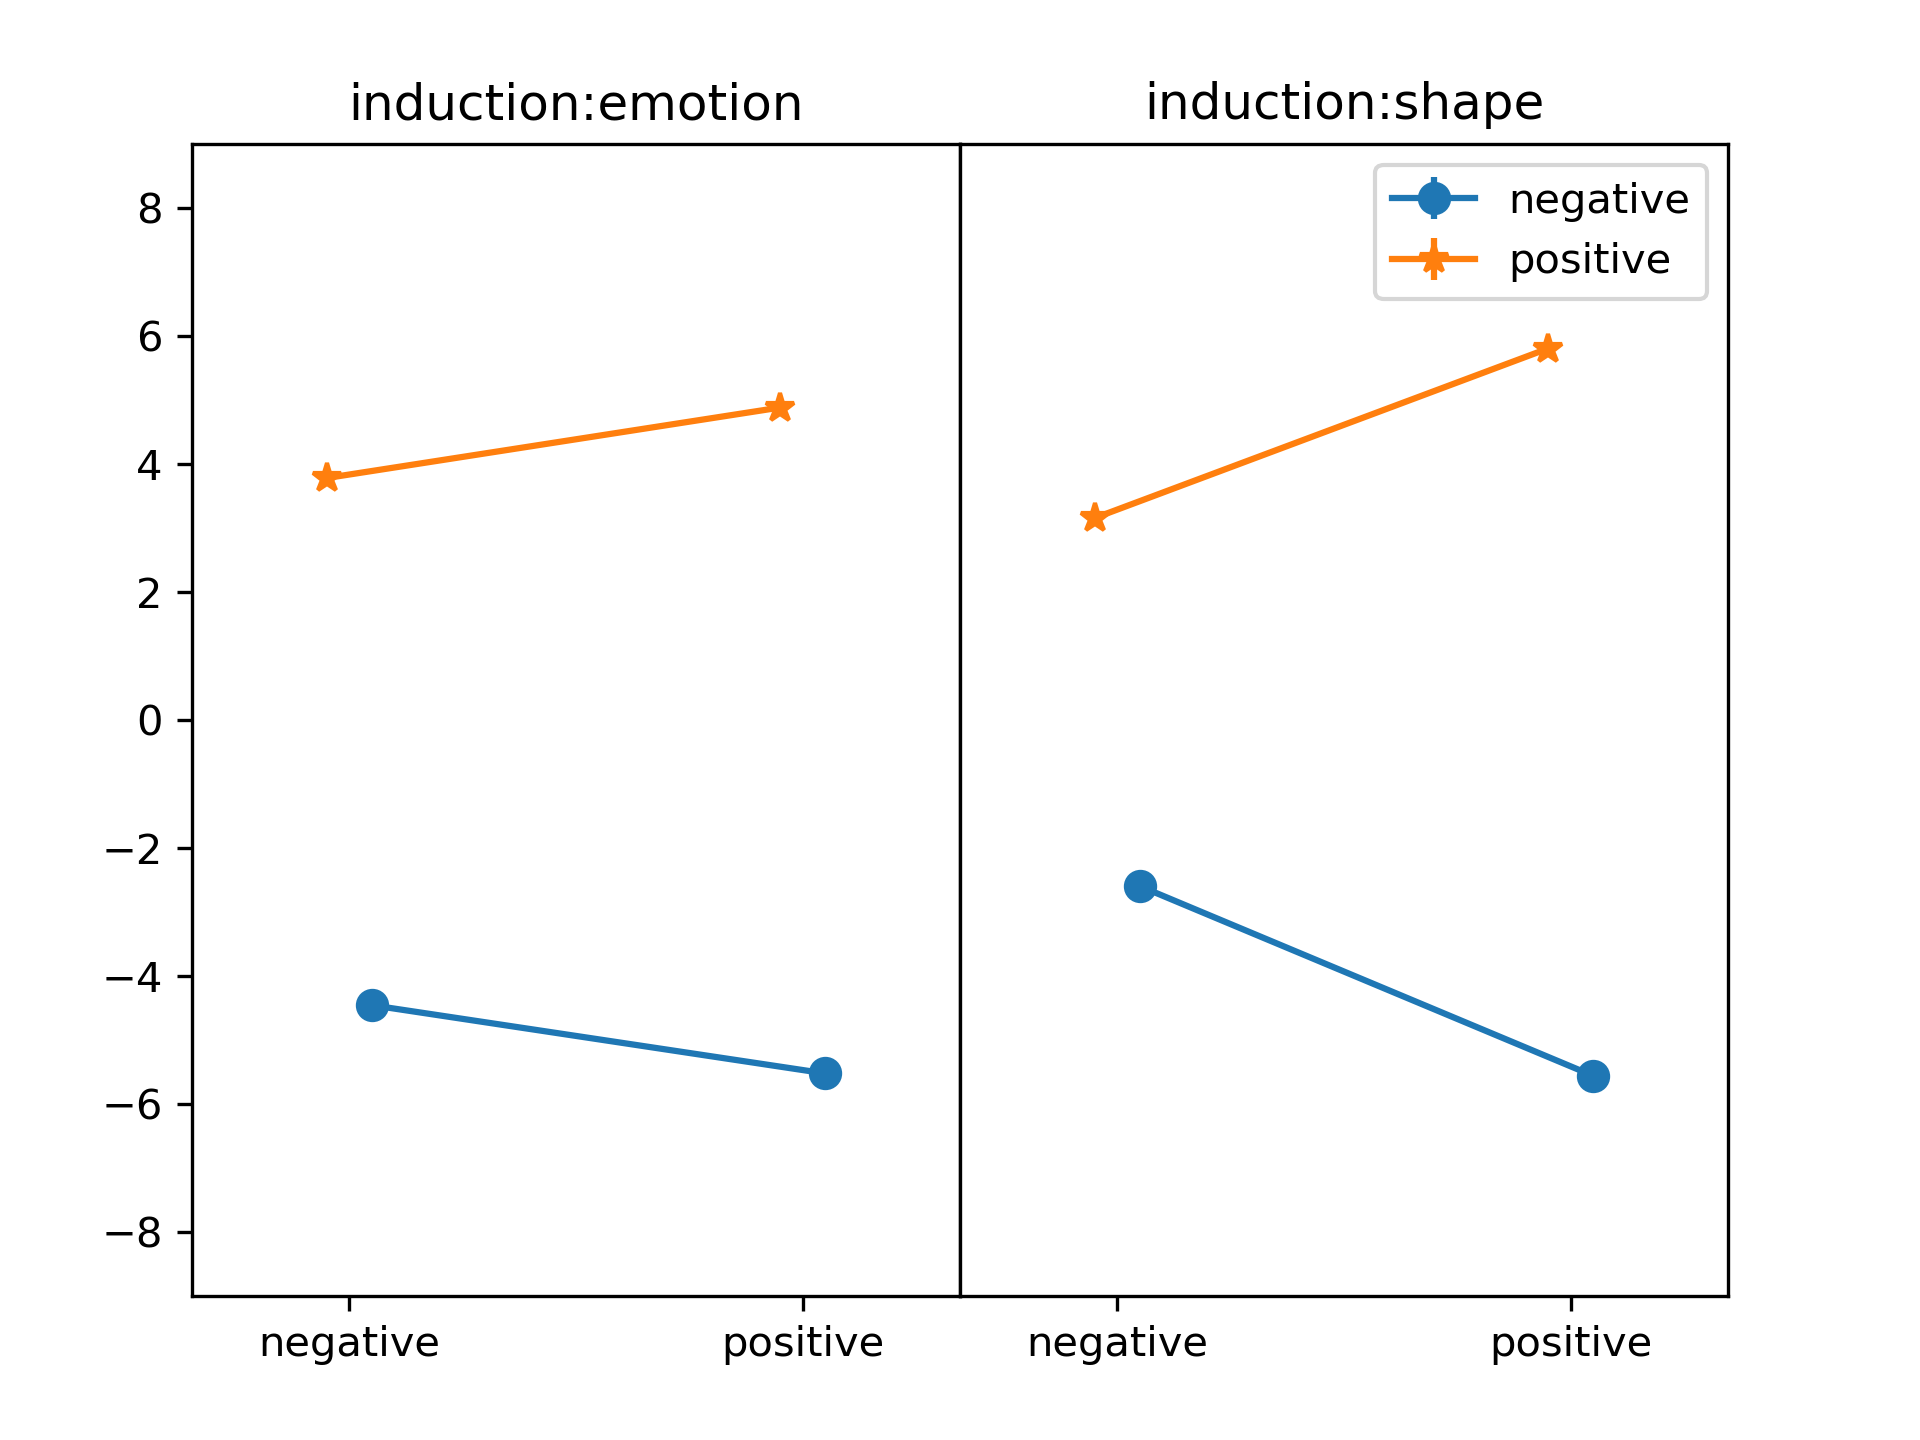 induction:emotion
induction:shape
negative
positive
8
6
4
2
0
−2
−4
−6
−8
negative
positive
negative
positive